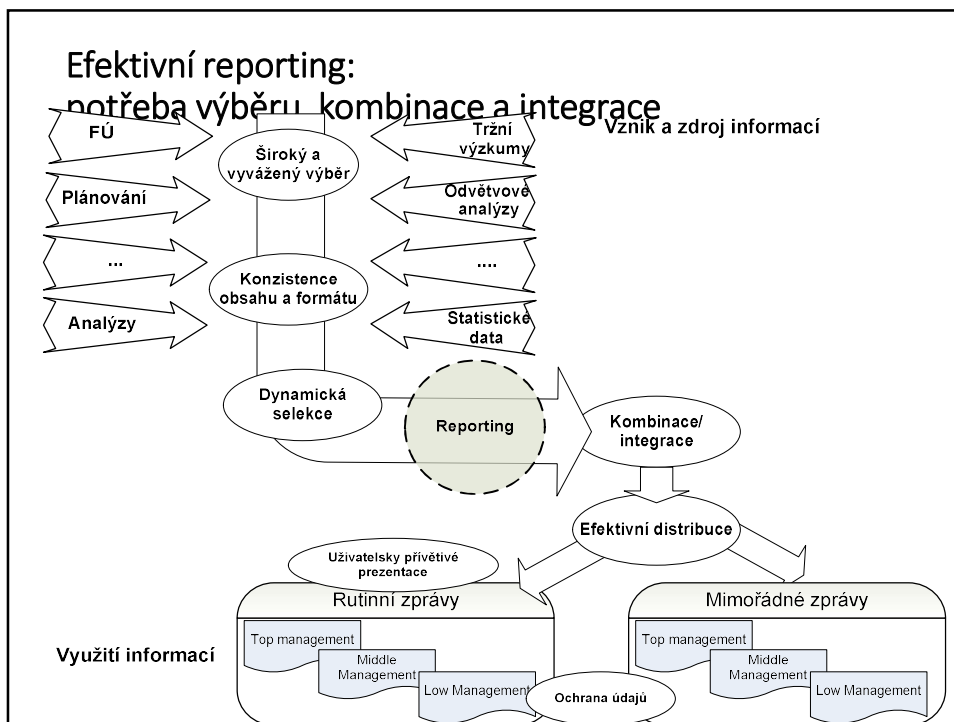 Efektivní reporting:
potřeba výběru, kombinace a integrace
Vznik a zdroj informací
FÚ
Plánování
...
Analýzy
Široký a
vyvážený výběr
Konzistence
obsahu a formátu
Dynamická
selekce
Tržní
výzkumy
Odvětvové
analýzy
....
Statistické
data
Reporting
Kombinace/
integrace
Efektivní distribuce
Uživatelsky přívětivé
prezentace
Rutinní zprávy
Mimořádné zprávy
Využití informací
Top management
Middle
Management
Low Management
Top management
Middle
Management
Low Management
Ochrana údajů